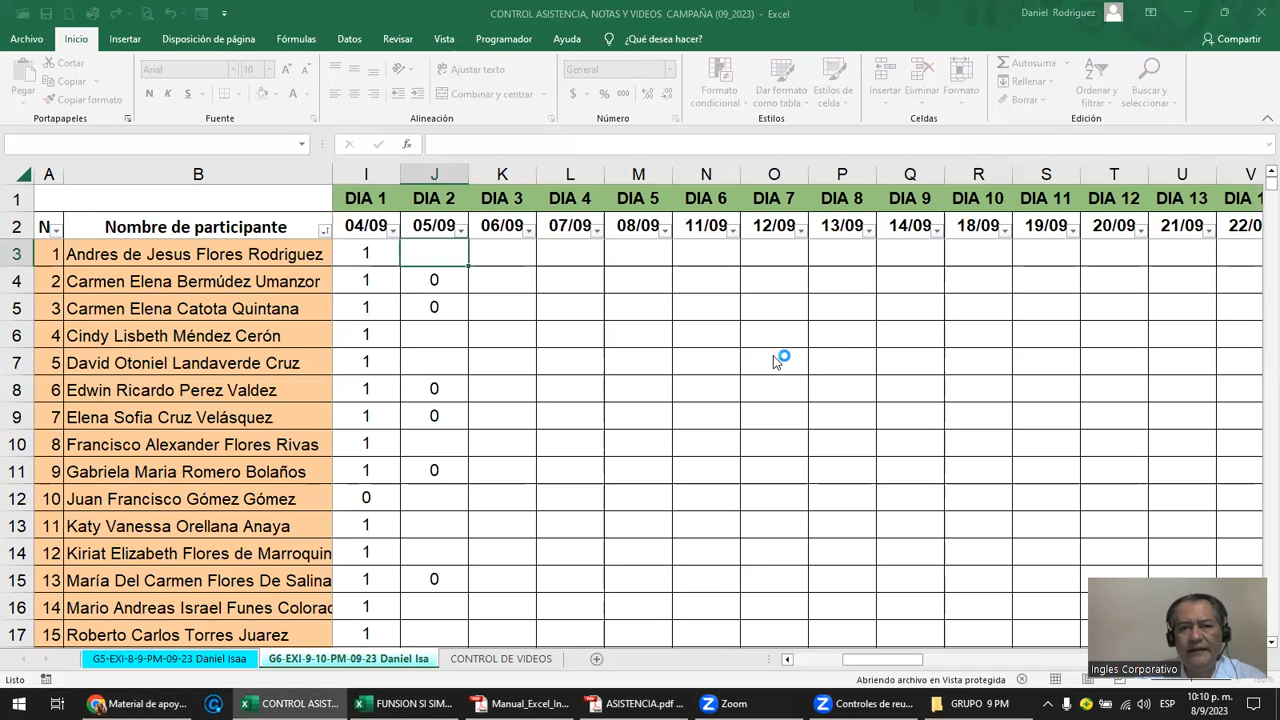 CONTROL ASISTENCIA, NOTAS Y VIDEOS CAMPAÑA (09_2023) - Excel
Daniel Rodriguez
Archivo Inicio Insertar Disposición de página Fórmulas Datos Revisar Vista Programador Ayuda ¿Qué desea hacer? Compartir
Pegar Cortar Copiar Copiar formato
Arial 10
N K S
Ajustar texto
Combinar y centrar
General
$ % 000
Formato condicional Dar formato como tabla Estilos de celda
Insertar Eliminar Formato
Autosuma Rellenar Borrar
Ordenar y filtrar Buscar y seleccionar
Portapapeles Fuente Alineación Número Estilos Celdas Edición
A B I J K L M N O P Q R S T U V
1 DIA 1 DIA 2 DIA 3 DIA 4 DIA 5 DIA 6 DIA 7 DIA 8 DIA 9 DIA 10 DIA 11 DIA 12 DIA 13 DIA 1
2 N Nombre de participante 04/09 05/09 06/09 07/09 08/09 11/09 12/09 13/09 14/09 18/09 19/09 20/09 21/09 22/0
3 1 Andres de Jesus Flores Rodriguez 1
4 2 Carmen Elena Bermúdez Umanzor 1 0
5 3 Carmen Elena Catota Quintana 1 0
6 4 Cindy Lisbeth Méndez Cerón 1
7 5 David Otoniel Landaverde Cruz 1
8 6 Edwin Ricardo Perez Valdez 1 0
9 7 Elena Sofia Cruz Velásquez 1 0
10 8 Francisco Alexander Flores Rivas 1
11 9 Gabriela Maria Romero Bolaños 1 0
12 10 Juan Francisco Gómez Gómez 0
13 11 Katy Vanessa Orellana Anaya 1
14 12 Kiriat Elizabeth Flores de Marroquin 1
15 13 María Del Carmen Flores De Salina 1 0
16 14 Mario Andreas Israel Funes Colorad 1
17 15 Roberto Carlos Torres Juarez 1
Ingles Corporativo
G5-EXI-8-9-PM-09-23 Daniel Isaa G6-EXI-9-10-PM-09-23 Daniel Isa CONTROL DE VIDEOS
Listo Abriendo archivo en Vista protegida
Material de apoy... CONTROL ASIST... FUNSION SI SIM... Manual_Excel_In... ASISTENCIA.pdf ... Zoom Controles de reu... GRUPO 9 PM ESP 10:10 p. m.
8/9/2023